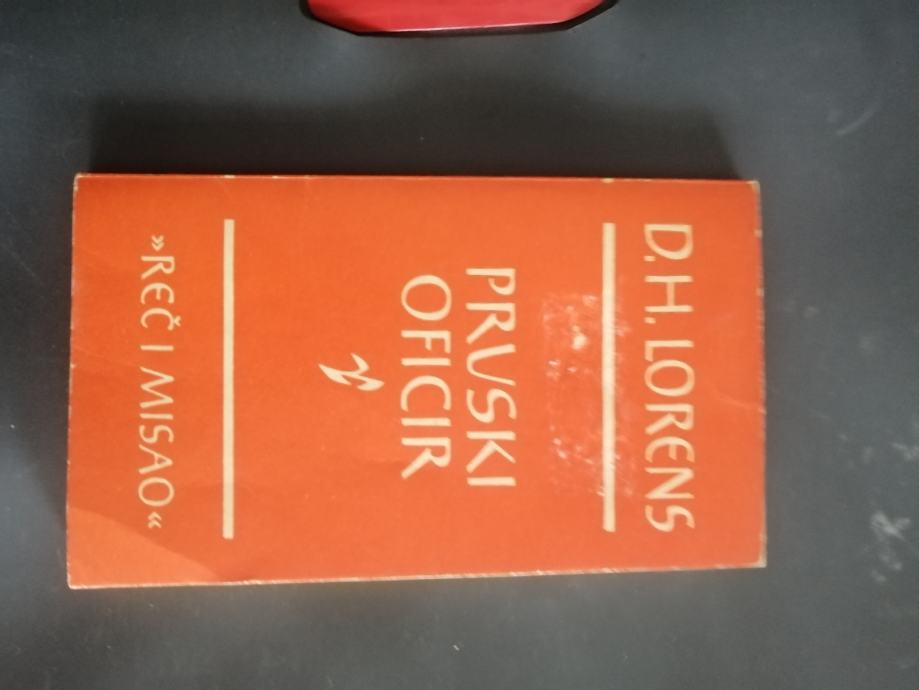 D. H. LORENS
PRUSKI
OFICIR
»REČ I MISAO«